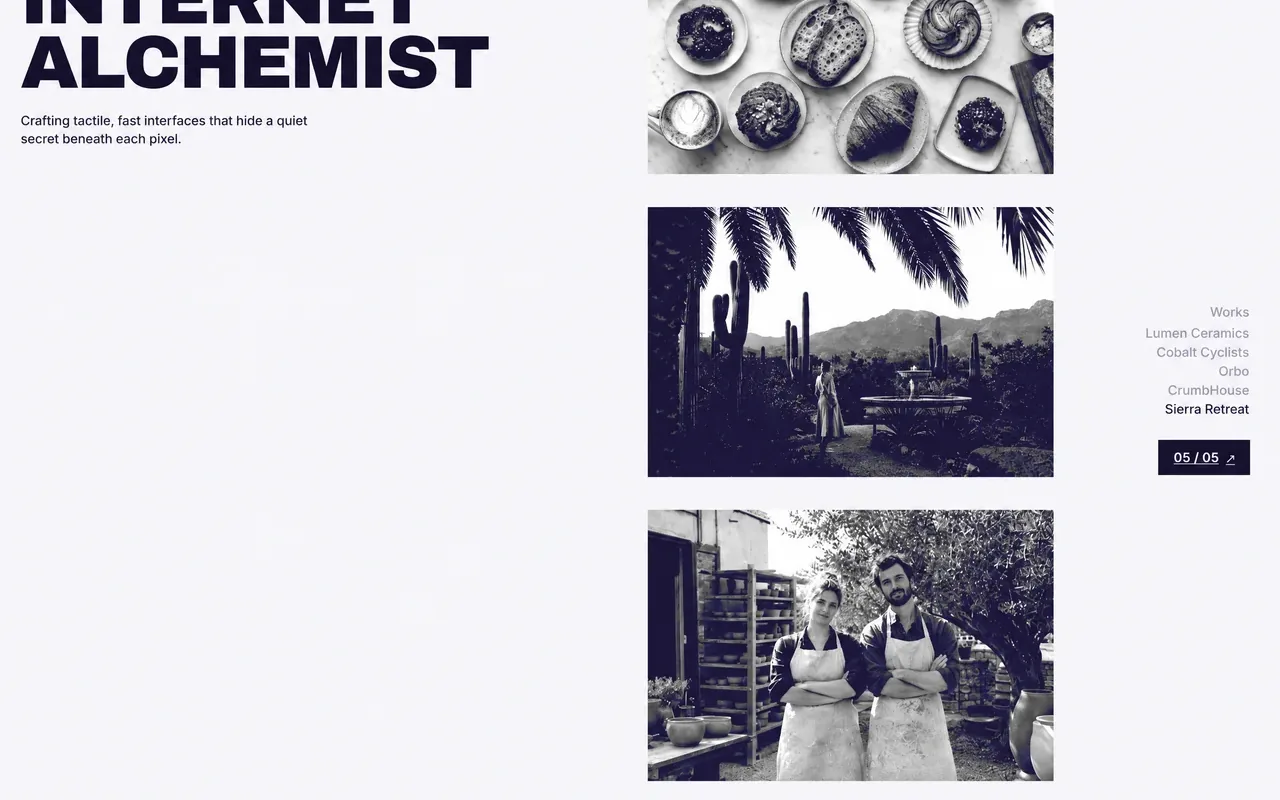 INTERNET
ALCHEMIST
Crafting tactile, fast interfaces that hide a quiet
secret beneath each pixel.
Works
Lumen Ceramics
Cobalt Cyclists
Orbo
CrumbHouse
Sierra Retreat
05 / 05 ↗